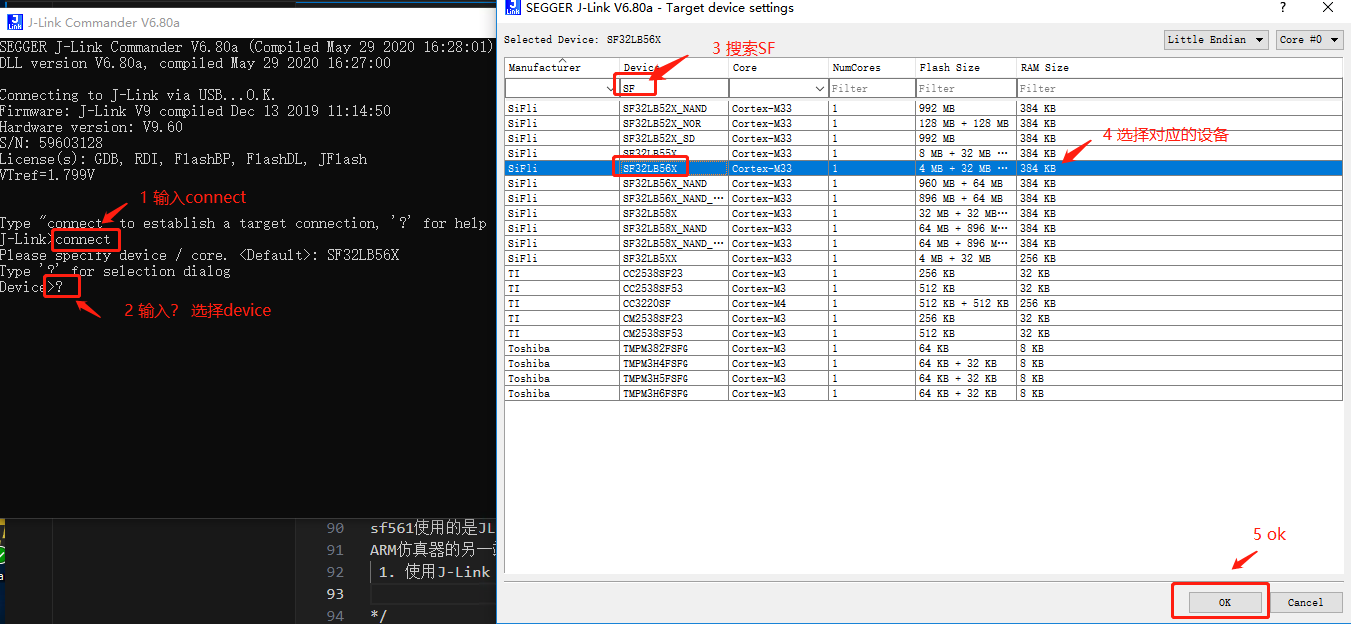 J-Link Commander V6.80a
SEGGER J-Link Commander V6.80a (Compiled May 29 2020 16:28:01)
DLL version V6.80a, compiled May 29 2020 16:27:00
Connecting to J-Link via USB...O.K.
Firmware: J-Link V9 compiled Dec 13 2019 11:14:50
Hardware version: V9.60
S/N: 59603128
License(s): GDB, RDI, FlashBP, FlashDL, JFlash
VTref=1.799V
1 输入connect
Type "connect" to establish a target connection, '?' for help
J-Link>connect
Please specify device / core. <Default>: SF32LB56X
Type '?' for selection dialog
Device>?
2 输入？ 选择device
90 sf561使用的是JL
91 ARM仿真器的另一
92 1. 使用J-Link
93
94 */
SEGGER J-Link V6.80a - Target device settings ?
Selected Device: SF32LB56X Little Endian Core #0
3 搜索SF
Manufacturer Device Core NumCores Flash Size RAM Size
SF Filter Filter Filter
SiFli SF32LB52X_NAND Cortex-M33 1 992 MB 384 KB
SiFli SF32LB52X_NOR Cortex-M33 1 128 MB + 128 MB 384 KB
SiFli SF32LB52X_SD Cortex-M33 1 992 MB 384 KB
4 选择对应的设备
SiFli SF32LB55X Cortex-M33 1 8 MB + 32 MB ··· 384 KB
SiFli SF32LB56X Cortex-M33 1 4 MB + 32 MB ··· 384 KB
SiFli SF32LB56X_NAND Cortex-M33 1 960 MB + 64 MB 384 KB
SiFli SF32LB56X_NAND_··· Cortex-M33 1 896 MB + 64 MB 384 KB
SiFli SF32LB58X Cortex-M33 1 32 MB + 32 MB··· 384 KB
SiFli SF32LB58X_NAND Cortex-M33 1 64 MB + 896 M··· 384 KB
SiFli SF32LB58X_NAND_··· Cortex-M33 1 64 MB + 896 M··· 384 KB
SiFli SF32LB5XX Cortex-M33 1 4 MB + 32 MB 256 KB
TI CC2538SF23 Cortex-M3 1 256 KB 32 KB
TI CC2538SF53 Cortex-M3 1 512 KB 32 KB
TI CC3220SF Cortex-M4 1 512 KB + 512 KB 256 KB
TI CM2538SF23 Cortex-M3 1 256 KB 32 KB
TI CM2538SF53 Cortex-M3 1 512 KB 32 KB
Toshiba TMPM382FSFG Cortex-M3 1 64 KB 8 KB
Toshiba TMPM3H4FSFG Cortex-M3 1 64 KB + 32 KB 8 KB
Toshiba TMPM3H5FSFG Cortex-M3 1 64 KB + 32 KB 8 KB
Toshiba TMPM3H6FSFG Cortex-M3 1 64 KB + 32 KB 8 KB
5 ok
OK Cancel